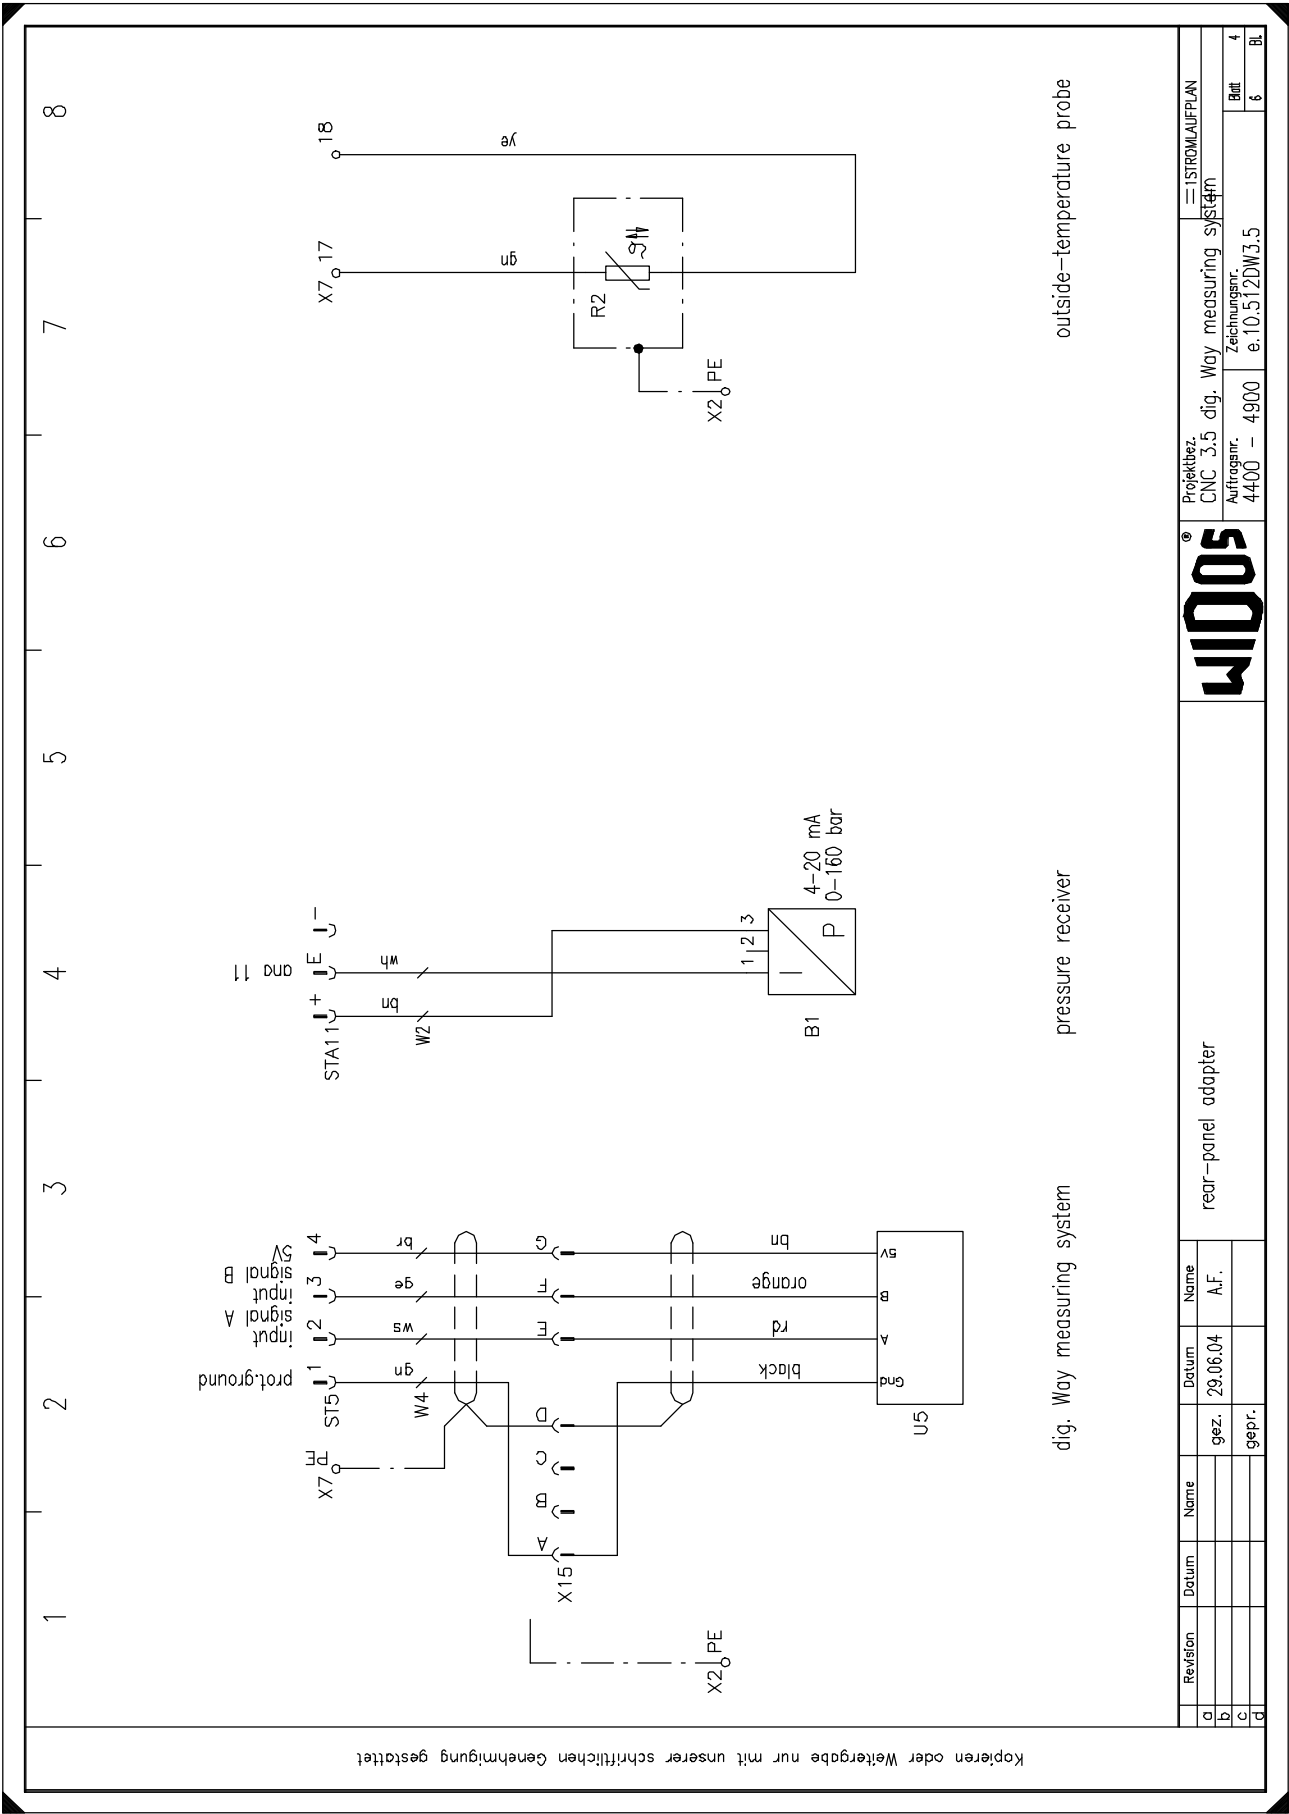 1 2 3 4 5 6 7 8
prot.ground
input signal A
input signal B
5V
ana 11
X7 PE
ST5 1 2 3 4
STA11 + E -
X7 17 18
W4
gn ws ge br
W2
bn wh
gn ye
X15 A B C D E F G
black rd orange bn
Gnd A B 5V
U5
1 2 3
I P
B1
4-20 mA
0-160 bar
R2
ϑ
X2 PE
X2 PE
dig. Way measuring system
pressure receiver
outside-temperature probe
Kopieren oder Weitergabe nur mit unserer schriftlichen Genehmigung gestattet
Revision Datum Name Datum Name
a
b
c
d
gez. 29.06.04 A.F.
gepr.
rear-panel adapter
WIDOS ®
Projektbez.
CNC 3.5 dig. Way measuring system
=1STROMLAUFPLAN
Auftragsnr.
4400 - 4900
Zeichnungsnr.
e.10.512DW3.5
Blatt 4
6 Bl.